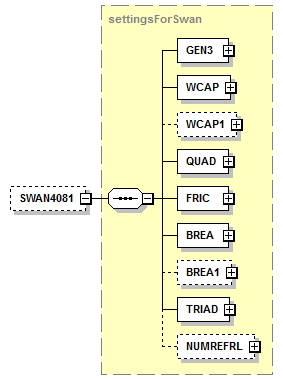 settingsForSwan
GEN3
WCAP
WCAP1
QUAD
SWAN4081
FRIC
BREA
BREA1
TRIAD
NUMREFRL